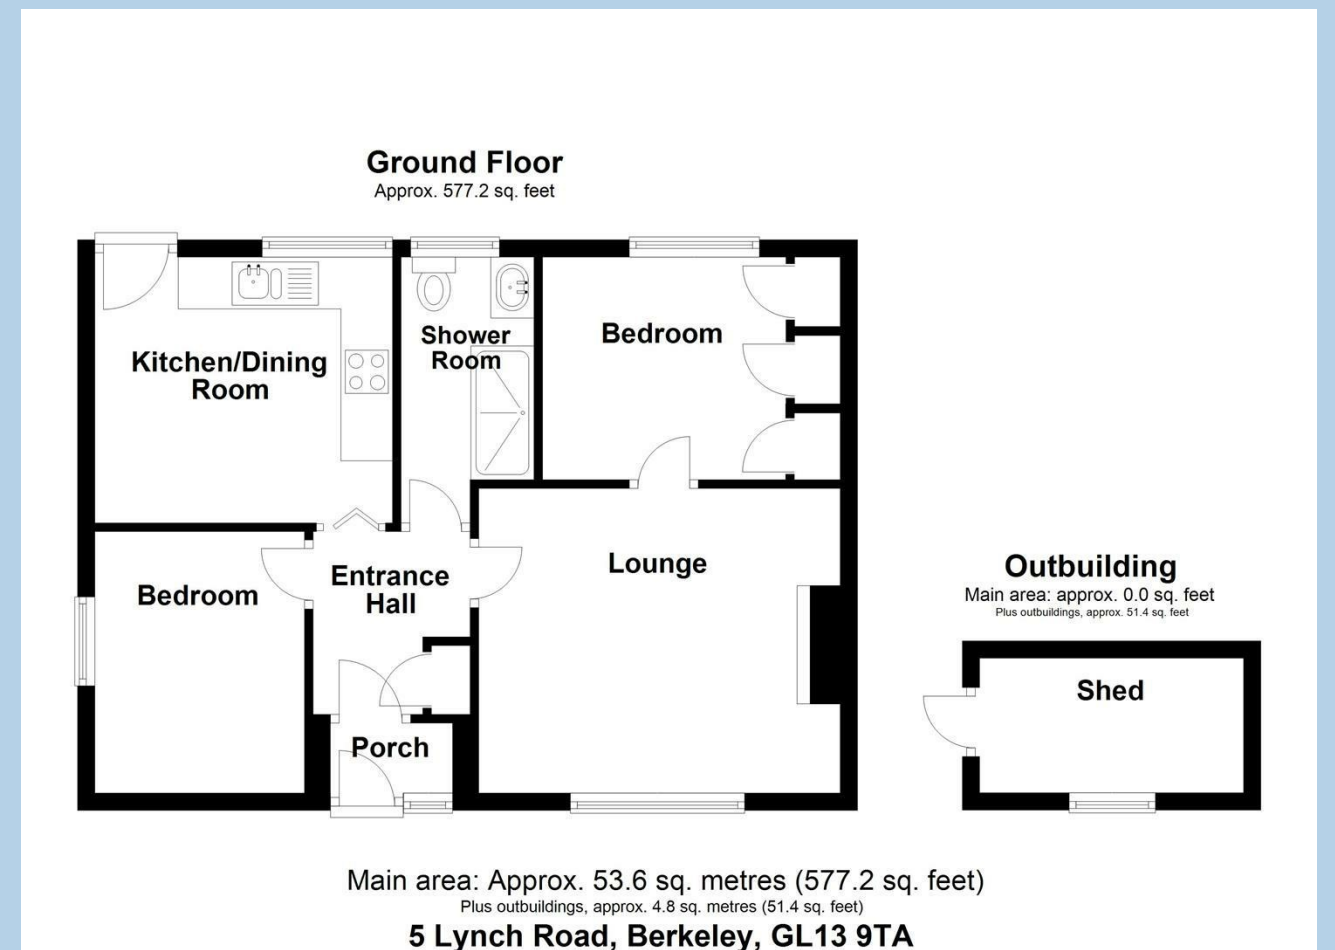 Ground Floor
Approx. 577.2 sq. feet
Kitchen/Dining
Room
Shower
Room
Bedroom
Bedroom
Entrance
Hall
Lounge
Porch
Outbuilding
Main area: approx. 0.0 sq. feet
Plus outbuildings, approx. 51.4 sq. feet
Shed
Main area: Approx. 53.6 sq. metres (577.2 sq. feet)
Plus outbuildings, approx. 4.8 sq. metres (51.4 sq. feet)
5 Lynch Road, Berkeley, GL13 9TA